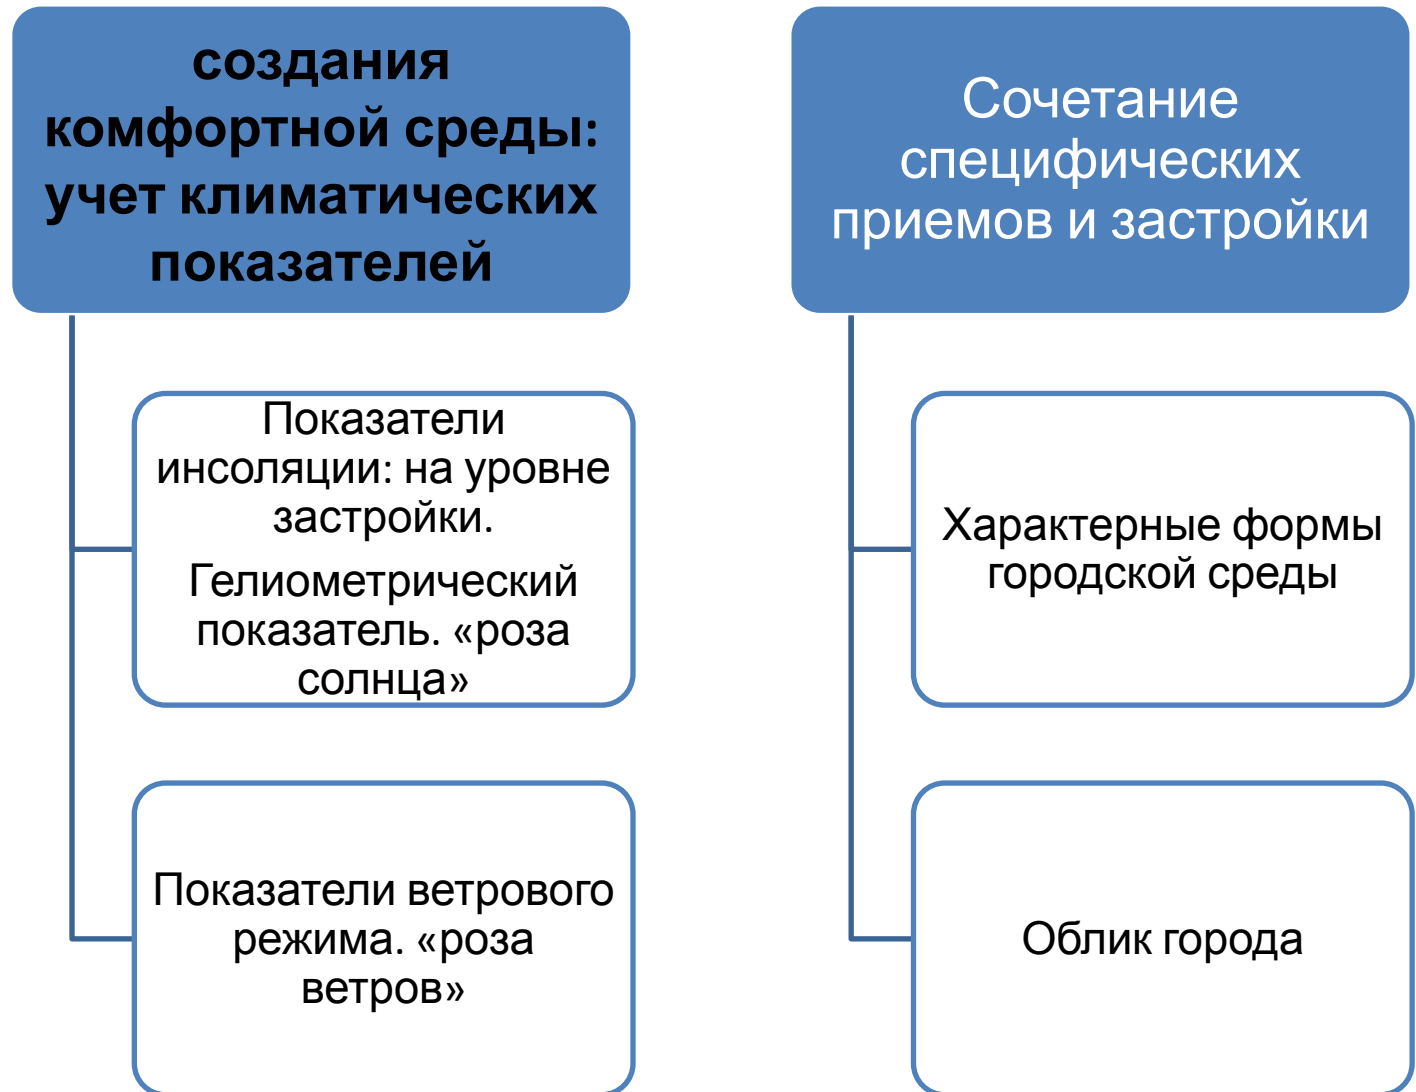 создания
комфортной среды:
учет климатических
показателей
Показатели
инсоляции: на уровне
застройки.
Гелиометрический
показатель. «роза
солнца»
Показатели ветрового
режима. «роза
ветров»
Сочетание
специфических
приемов и застройки
Характерные формы
городской среды
Облик города